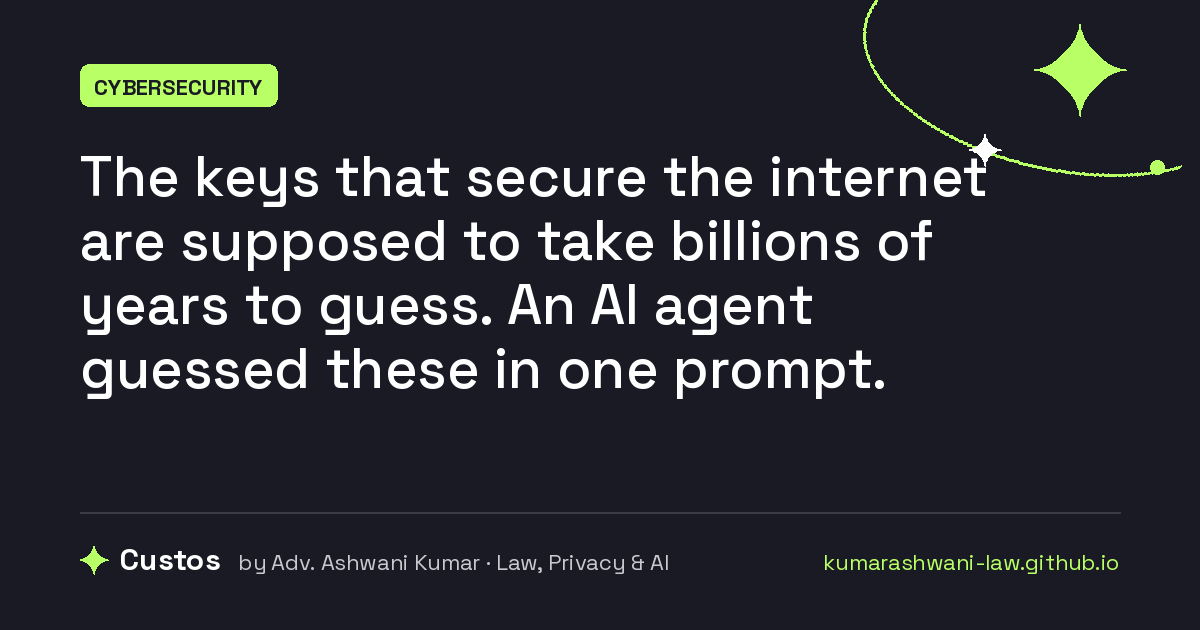 CYBERSECURITY
The keys that secure the internet
are supposed to take billions of
years to guess. An AI agent
guessed these in one prompt.
Custos by Adv. Ashwani Kumar · Law, Privacy & AI
kumarashwani-law.github.io